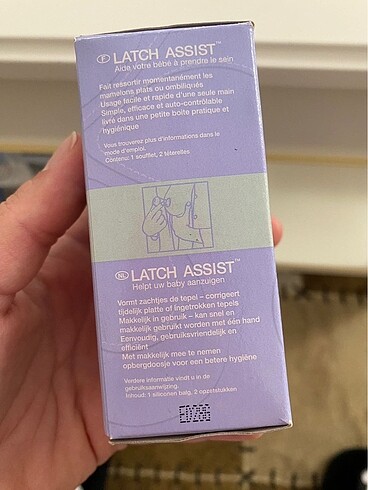 F LATCH ASSIST™
Aide votre bébé à prendre le sein
Fait ressortir momentanément les
mamelons plats ou ombiliqués
Usage facile et rapide d'une seule main
Simple, efficace et auto-contrôlable
livré dans une petite boite pratique et
hygiénique
Vous trouverez plus d'informations dans le
mode d'emploi.
Contenu: 1 soufflet, 2 téterelles
NL LATCH ASSIST™
Helpt uw baby aanzuigen
Vormt zachtjes de tepel – corrigeert
tijdelijk platte of ingetrokken tepels
Makkelijk in gebruik – kan snel en
makkelijk gebruikt worden met één hand
Eenvoudig, gebruiksvriendelijk en
efficiënt
Met makkelijk mee te nemen
opbergdoosje voor een betere hygiëne
Verdere informatie vindt u in de
gebruiksaanwijzing.
Inhoud: 1 siliconen balg, 2 opzetstukken